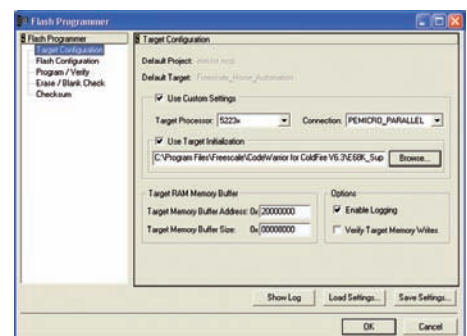 Flash Programmer
Flash Programmer
Target Configuration
Flash Configuration
Program / Verify
Erase / Blank Check
Checksum
Target Configuration
Default Project:
Default Target: Freescale_Home_Automation
Use Custom Settings
Target Processor: 5223x Connection: PEMICRO_PARALLEL
Use Target Initialization
C:\Program Files\Freescale\CodeWarrior for ColdFire V6.3\E68K_Sup Browse...
Target RAM Memory Buffer
Target Memory Buffer Address: 0x 20000000
Target Memory Buffer Size: 0x 00008000
Options
Enable Logging
Verify Target Memory Writes
Show Log Load Settings... Save Settings...
OK Cancel